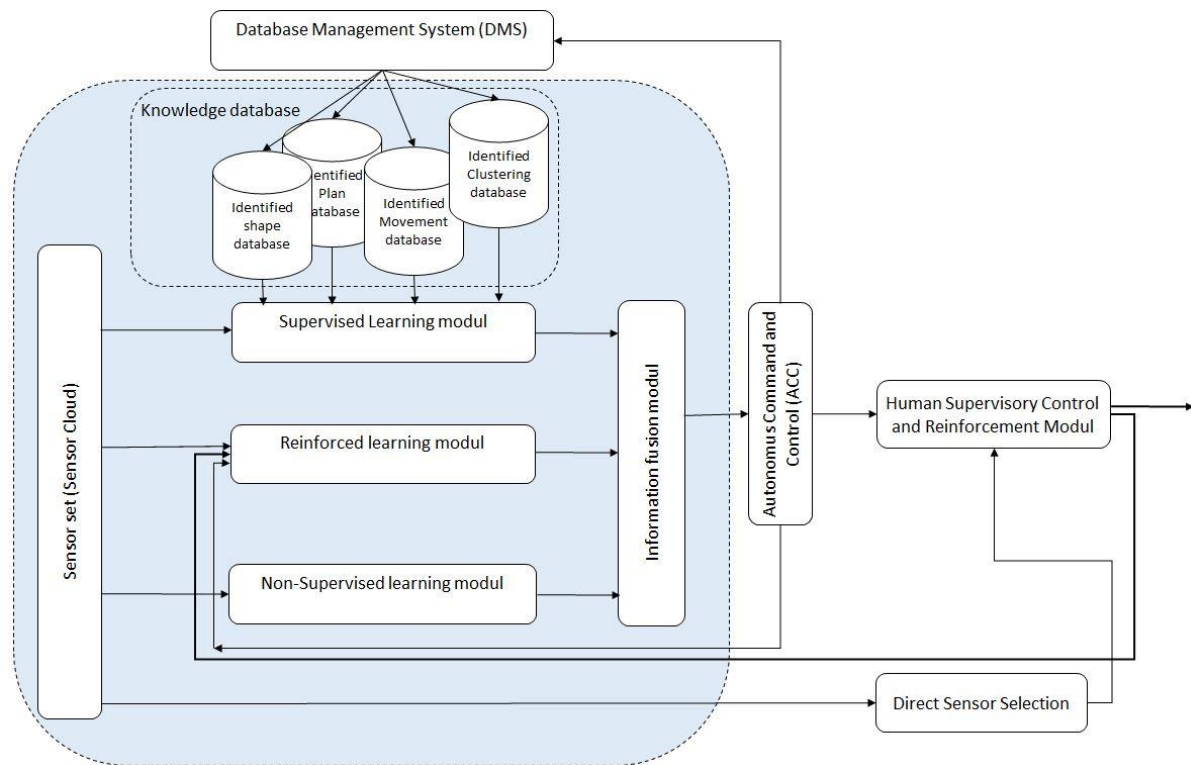 Database Management System (DMS)
Knowledge database
Identified
Clustering
database
dentified
Plan
atabase
Identified
shape
database
Identified
Movement
database
Supervised Learning modul
Sensor set (Sensor Cloud)
Reinforced learning modul
Non-Supervised learning modul
Information fusion modul
Autonomus Command and
Control (ACC)
Human Supervisory Control
and Reinforcement Modul
Direct Sensor Selection